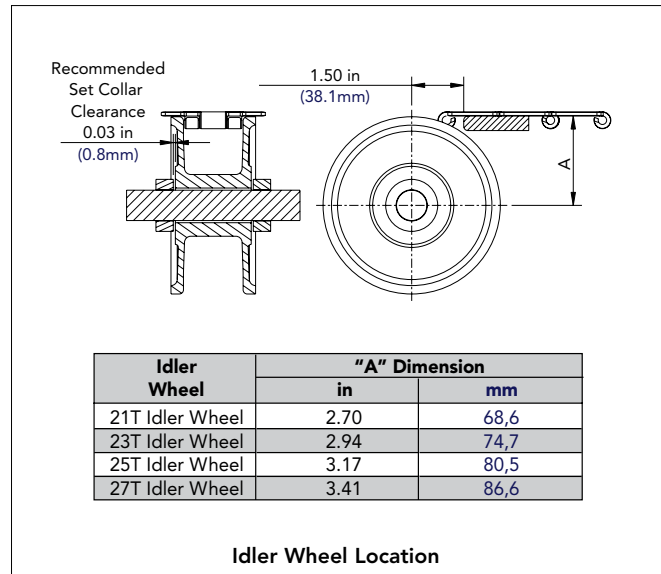 Recommended
Set Collar
Clearance
0.03 in
(0.8mm)
1.50 in
(38.1mm)
A
Idler Wheel
"A" Dimension
in
mm
21T Idler Wheel 2.70 68,6
23T Idler Wheel 2.94 74,7
25T Idler Wheel 3.17 80,5
27T Idler Wheel 3.41 86,6
Idler Wheel Location